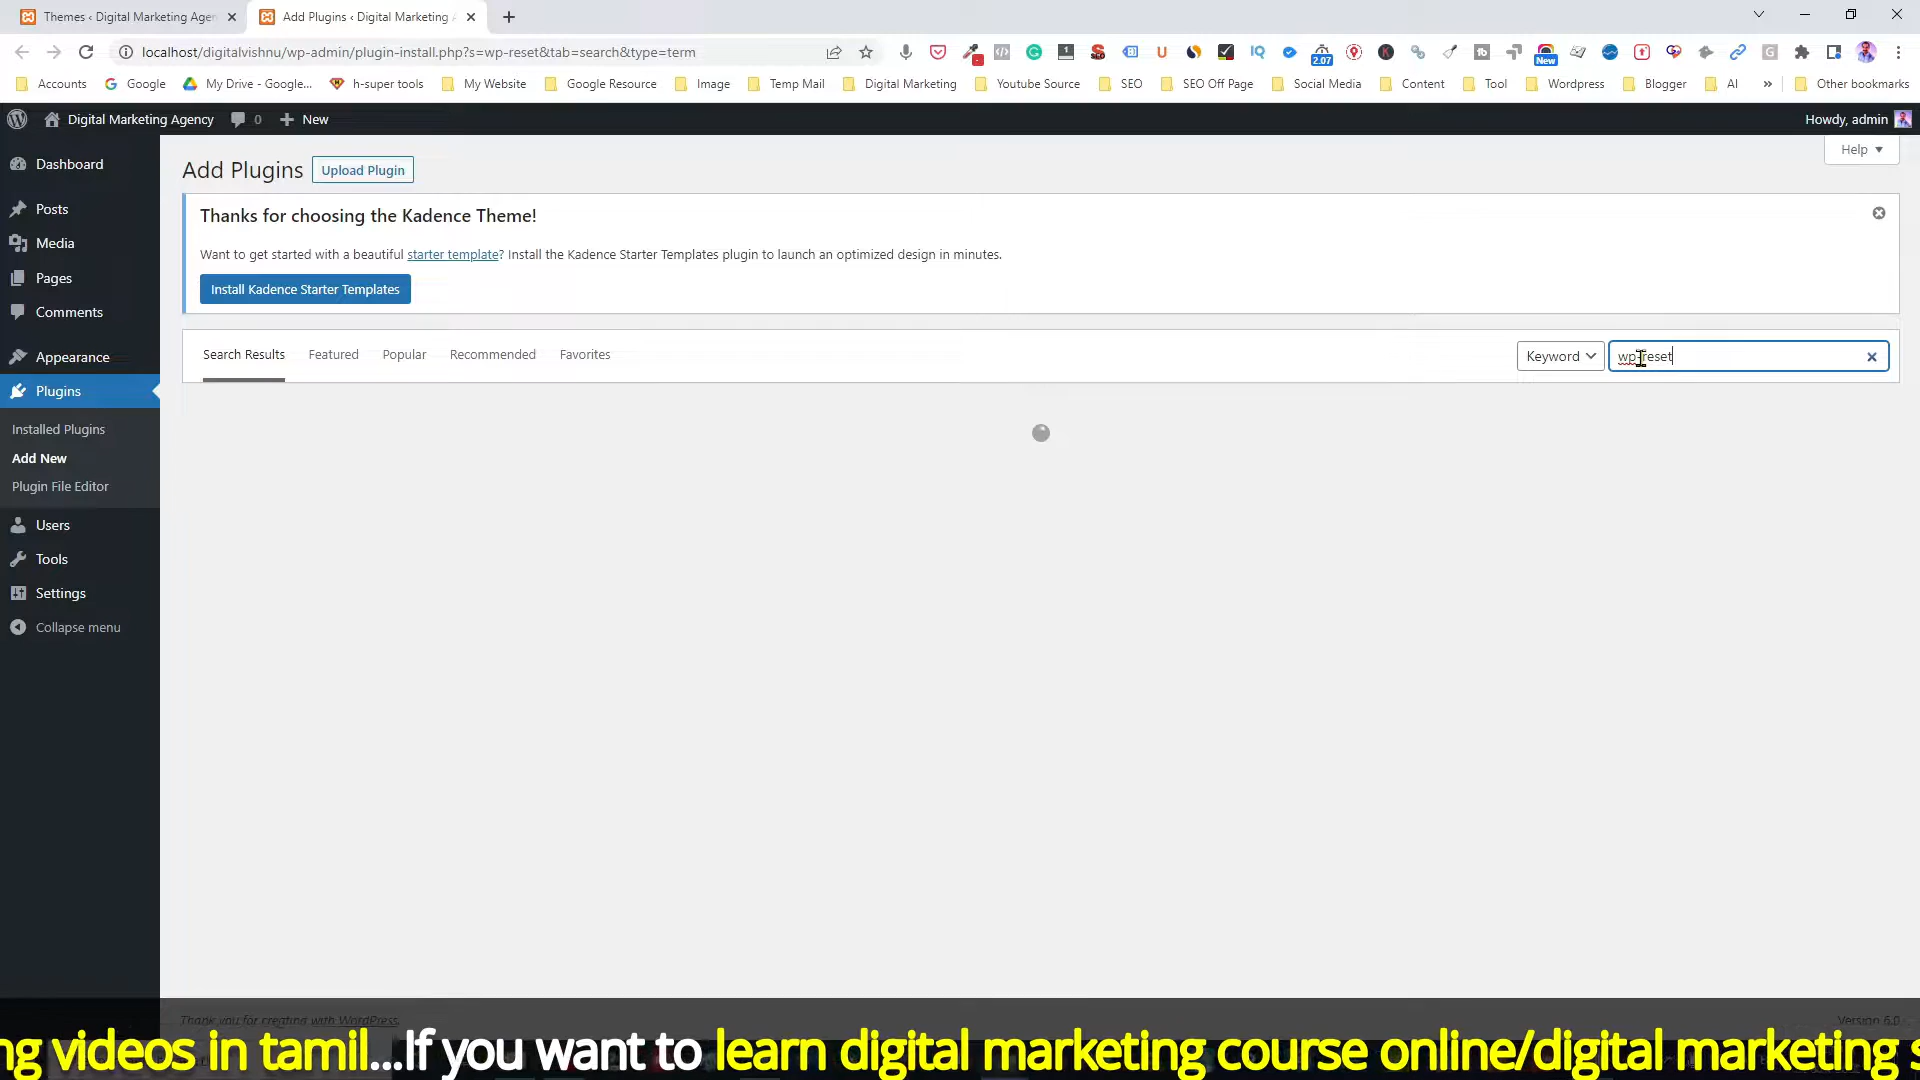 Themes ‹ Digital Marketing Agen
Add Plugins ‹ Digital Marketing A
localhost/digitalvishnu/wp-admin/plugin-install.php?s=wp-reset&tab=search&type=term
2.07
New
Accounts
Google
My Drive - Google...
h-super tools
My Website
Google Resource
Image
Temp Mail
Digital Marketing
Youtube Source
SEO
SEO Off Page
Social Media
Content
Tool
Wordpress
Blogger
AI
»
Other bookmarks
Digital Marketing Agency
0
New
Howdy, admin
Dashboard
Posts
Media
Pages
Comments
Appearance
Plugins
Installed Plugins
Add New
Plugin File Editor
Users
Tools
Settings
Collapse menu
Help
Add Plugins
Upload Plugin
Thanks for choosing the Kadence Theme!
Want to get started with a beautiful starter template? Install the Kadence Starter Templates plugin to launch an optimized design in minutes.
Install Kadence Starter Templates
Search Results
Featured
Popular
Recommended
Favorites
Keyword
wp-reset
Thank you for creating with WordPress.
Version 6.0
ng videos in tamil...If you want to learn digital marketing course online/digital marketing s